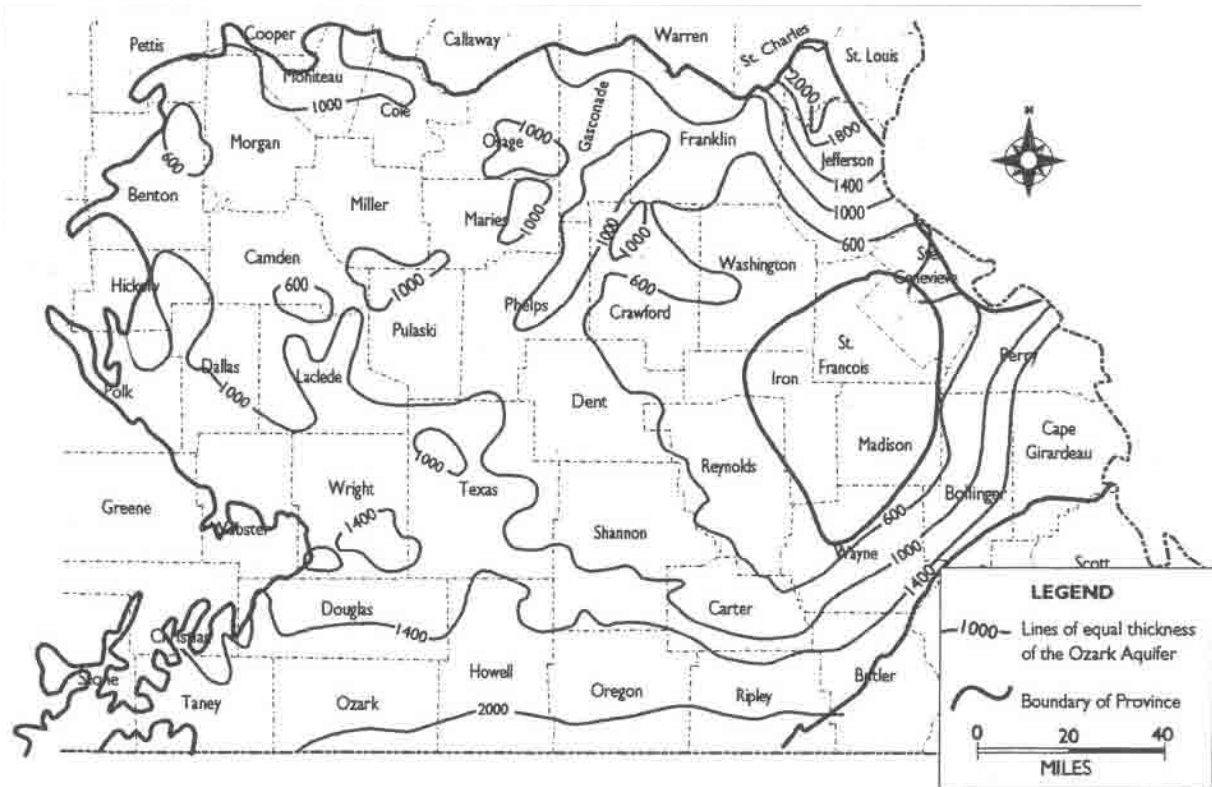 Pettis
Cooper
Callaway
Warren
St. Charles
St. Louis
Moniteau
1000
Cole
2000
1800
N
Morgan
600
Osage
1000
Gasconade
Franklin
Jefferson
1400
1000
600
Benton
Miller
Maries
1000
1000
1000
Washington
Ste.
Genevieve
Camden
600
1000
600
Hickory
Phelps
Crawford
Pulaski
Dallas
Laclede
1000
St.
Francois
Perry
Iron
Polk
Dent
Madison
Cape
Girardeau
1000
Reynolds
Texas
Bollinger
Greene
Wright
1400
Webster
Shannon
600
1000
1400
Wayne
Scott
Douglas
1400
Carter
Christian
Howell
Stone
Taney
Ozark
Oregon
Ripley
Butler
2000
LEGEND
1000 Lines of equal thickness
of the Ozark Aquifer
Boundary of Province
0 20 40
MILES